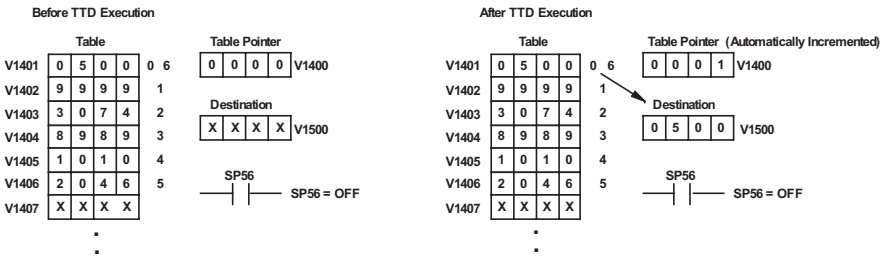 Before TTD Execution
Table
Table Pointer
V1401 0 5 0 0 0 6
0 0 0 0 V1400
V1402 9 9 9 9 1
V1403 3 0 7 4 2
Destination
V1404 8 9 8 9 3
X X X X V1500
V1405 1 0 1 0 4
V1406 2 0 4 6 5
SP56
SP56 = OFF
V1407 X X X X
After TTD Execution
Table
Table Pointer (Automatically Incremented)
V1401 0 5 0 0 0 6
0 0 0 1 V1400
V1402 9 9 9 9 1
V1403 3 0 7 4 2
Destination
V1404 8 9 8 9 3
0 5 0 0 V1500
V1405 1 0 1 0 4
V1406 2 0 4 6 5
SP56
SP56 = OFF
V1407 X X X X